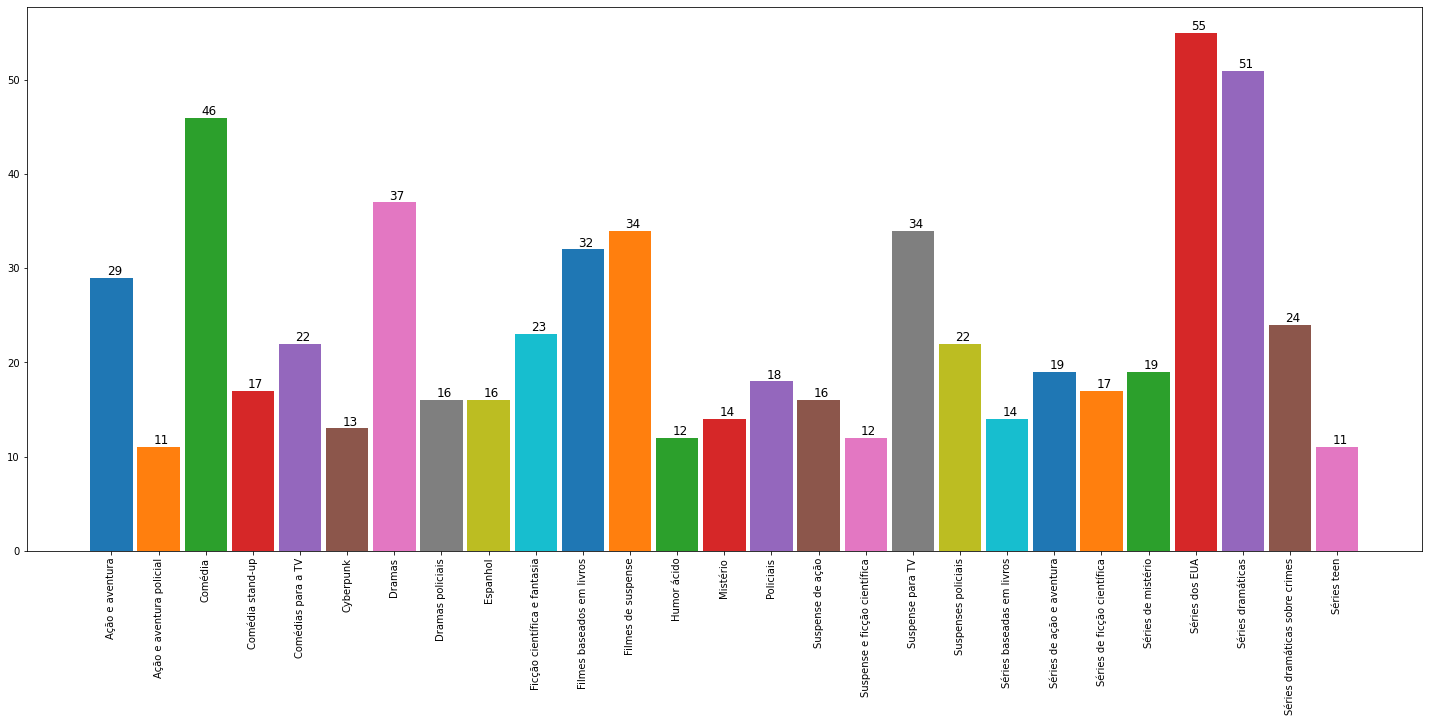 55
51
50
46
40
37
34
34
32
30
29
24
23
22
22
20
19
19
18
17
17
16
16
16
14
14
13
12
12
11
11
10
0
Ação e aventura
Ação e aventura policial
Comédia
Comédia stand-up
Comédias para a TV
Cyberpunk
Dramas
Dramas policiais
Espanhol
Ficção científica e fantasia
Filmes baseados em livros
Filmes de suspense
Humor ácido
Mistério
Policiais
Suspense de ação
Suspense e ficção científica
Suspense para TV
Suspenses policiais
Séries baseadas em livros
Séries de ação e aventura
Séries de ficção científica
Séries de mistério
Séries dos EUA
Séries dramáticas
Séries dramáticas sobre crimes
Séries teen